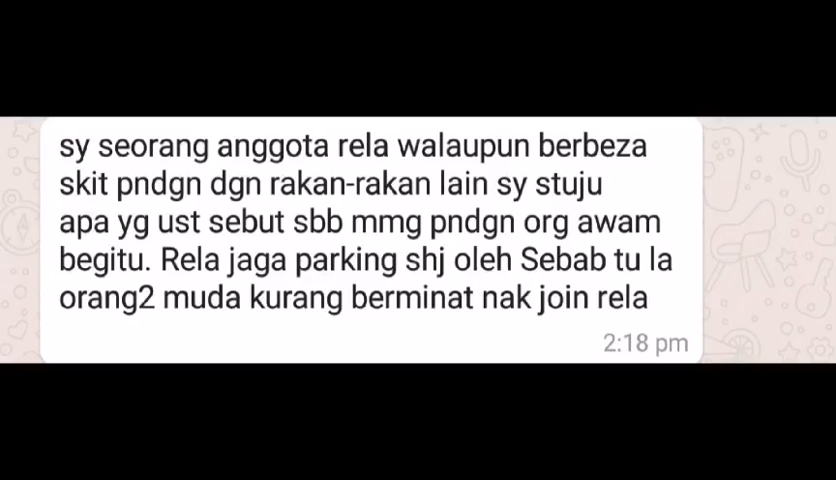 sy seorang anggota rela walaupun berbeza
skit pndgn dgn rakan-rakan lain sy stuju
apa yg ust sebut sbb mmg pndgn org awam
begitu. Rela jaga parking shj oleh Sebab tu la
orang2 muda kurang berminat nak join rela
2:18 pm